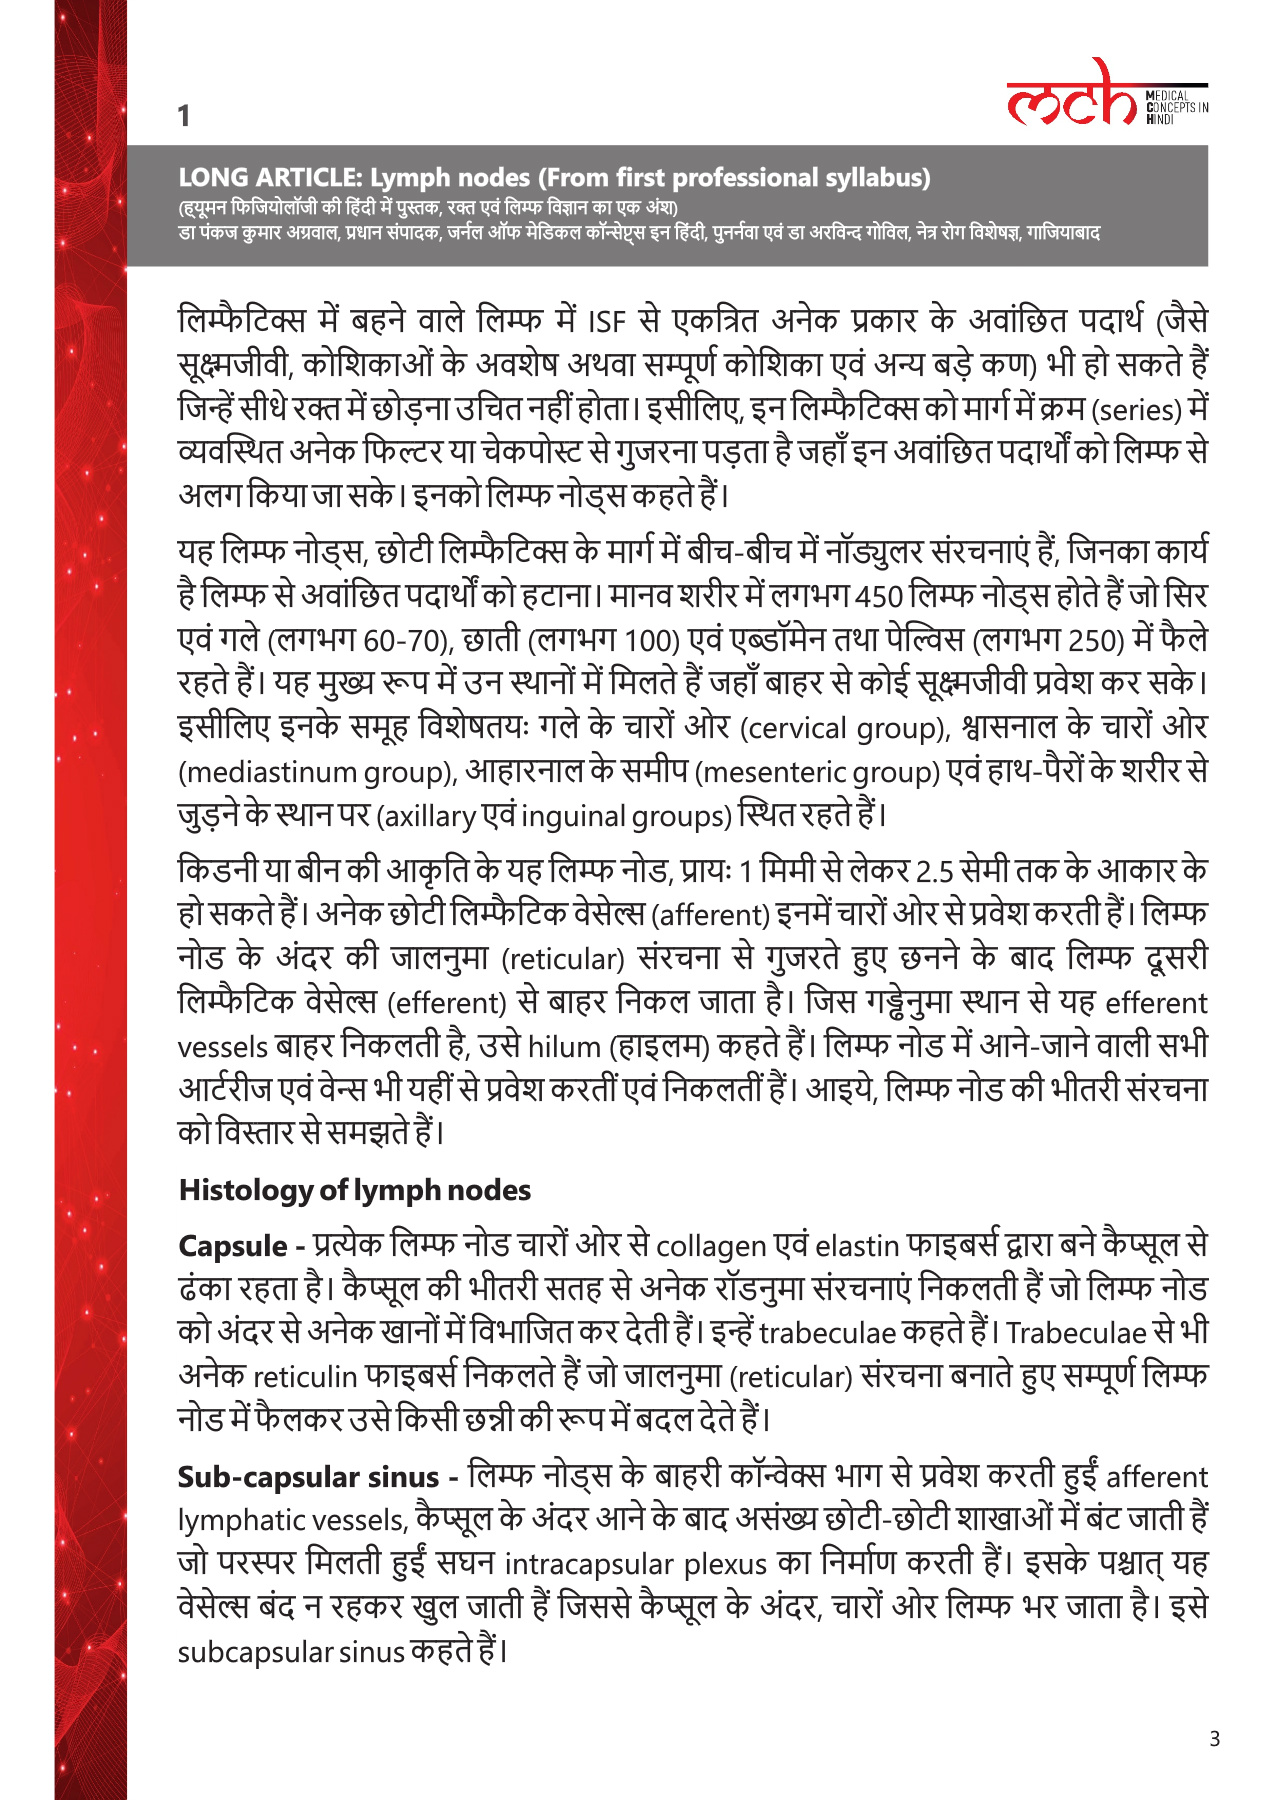 1
mch
MEDICAL
CONCEPTS IN
HINDI
LONG ARTICLE: Lymph nodes (From first professional syllabus)
(ह्यूमन फिजियोलॉजी की हिंदी में पुस्तक, रक्त एवं लिम्फ विज्ञान का एक अंश)
डा पंकज कुमार अग्रवाल, प्रधान संपादक, जर्नल ऑफ मेडिकल कॉन्सेप्ट्स इन हिंदी, पुनर्नवा एवं डा अरविन्द गोविल, नेत्र रोग विशेषज्ञ, गाजियाबाद
लिम्फैटिक्स में बहने वाले लिम्फ में ISF से एकत्रित अनेक प्रकार के अवांछित पदार्थ (जैसे
सूक्ष्मजीवी, कोशिकाओं के अवशेष अथवा सम्पूर्ण कोशिका एवं अन्य बड़े कण) भी हो सकते हैं
जिन्हें सीधे रक्त में छोड़ना उचित नहीं होता। इसीलिए, इन लिम्फैटिक्स को मार्ग में क्रम (series) में
व्यवस्थित अनेक फिल्टर या चेकपोस्ट से गुजरना पड़ता है जहाँ इन अवांछित पदार्थों को लिम्फ से
अलग किया जा सके। इनको लिम्फ नोड्स कहते हैं।
यह लिम्फ नोड्स, छोटी लिम्फैटिक्स के मार्ग में बीच-बीच में नॉड्युलर संरचनाएं हैं, जिनका कार्य
है लिम्फ से अवांछित पदार्थों को हटाना। मानव शरीर में लगभग 450 लिम्फ नोड्स होते हैं जो सिर
एवं गले (लगभग 60-70), छाती (लगभग 100) एवं एब्डॉमेन तथा पेल्विस (लगभग 250) में फैले
रहते हैं। यह मुख्य रूप में उन स्थानों में मिलते हैं जहाँ बाहर से कोई सूक्ष्मजीवी प्रवेश कर सके।
इसीलिए इनके समूह विशेषतयः गले के चारों ओर (cervical group), श्वासनाल के चारों ओर
(mediastinum group), आहारनाल के समीप (mesenteric group) एवं हाथ-पैरों के शरीर से
जुड़ने के स्थान पर (axillary एवं inguinal groups) स्थित रहते हैं।
किडनी या बीन की आकृति के यह लिम्फ नोड, प्रायः 1 मिमी से लेकर 2.5 सेमी तक के आकार के
हो सकते हैं। अनेक छोटी लिम्फैटिक वेसेल्स (afferent) इनमें चारों ओर से प्रवेश करती हैं। लिम्फ
नोड के अंदर की जालनुमा (reticular) संरचना से गुजरते हुए छनने के बाद लिम्फ दूसरी
लिम्फैटिक वेसेल्स (efferent) से बाहर निकल जाता है। जिस गड्ढेनुमा स्थान से यह efferent
vessels बाहर निकलती है, उसे hilum (हाइलम) कहते हैं। लिम्फ नोड में आने-जाने वाली सभी
आर्टरीज एवं वेन्स भी यहीं से प्रवेश करतीं एवं निकलतीं हैं। आइये, लिम्फ नोड की भीतरी संरचना
को विस्तार से समझते हैं।
Histology of lymph nodes
Capsule - प्रत्येक लिम्फ नोड चारों ओर से collagen एवं elastin फाइबर्स द्वारा बने कैप्सूल से
ढंका रहता है। कैप्सूल की भीतरी सतह से अनेक रॉडनुमा संरचनाएं निकलती हैं जो लिम्फ नोड
को अंदर से अनेक खानों में विभाजित कर देती हैं। इन्हें trabeculae कहते हैं। Trabeculae से भी
अनेक reticulin फाइबर्स निकलते हैं जो जालनुमा (reticular) संरचना बनाते हुए सम्पूर्ण लिम्फ
नोड में फैलकर उसे किसी छन्नी की रूप में बदल देते हैं।
Sub-capsular sinus - लिम्फ नोड्स के बाहरी कॉन्वेक्स भाग से प्रवेश करती हुईं afferent
lymphatic vessels, कैप्सूल के अंदर आने के बाद असंख्य छोटी-छोटी शाखाओं में बंट जाती हैं
जो परस्पर मिलती हुईं सघन intracapsular plexus का निर्माण करती हैं। इसके पश्चात् यह
वेसेल्स बंद न रहकर खुल जाती हैं जिससे कैप्सूल के अंदर, चारों ओर लिम्फ भर जाता है। इसे
subcapsular sinus कहते हैं।
3